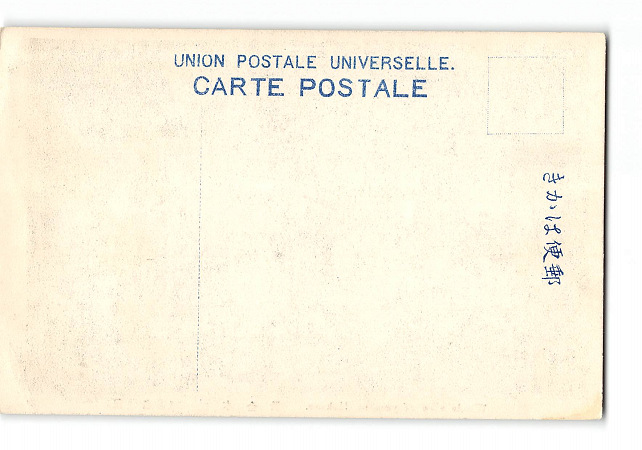 UNION POSTALE UNIVERSELLE.
CARTE POSTALE
きかは便郵